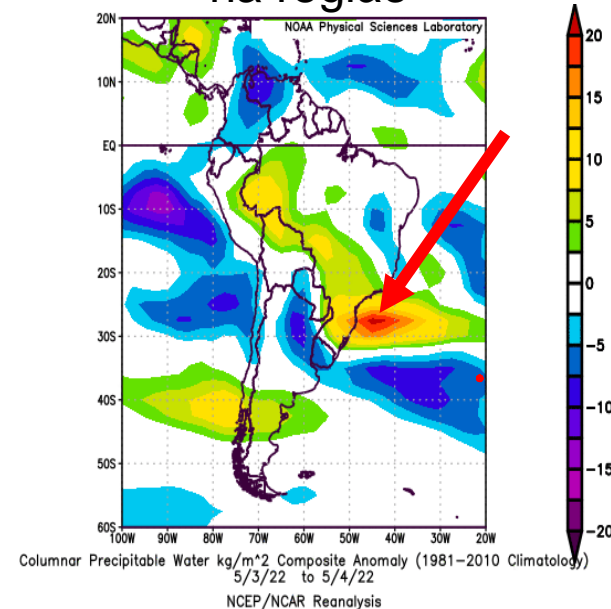 na região
NOAA Physical Sciences Laboratory
20N
10N
EQ
10S
20S
30S
40S
50S
60S
100W 90W 80W 70W 60W 50W 40W 30W 20W
20
15
10
5
0
-5
-10
-15
-20
Columnar Precipitable Water kg/m^2 Composite Anomaly (1981-2010 Climatology)
5/3/22 to 5/4/22
NCEP/NCAR Reanalysis